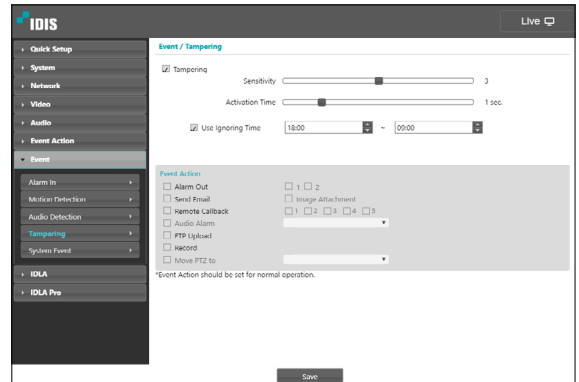 IDIS
Live
Quick Setup
System
Network
Video
Audio
Event Action
Event
Alarm In
Motion Detection
Audio Detection
Tampering
System Event
IDLA
IDLA Pro
Event / Tampering
Tampering
Sensitivity 3
Activation Time 1 sec.
Use Ignoring Time 18:00 ~ 09:00
Event Action
Alarm Out 1 2
Send Email Image Attachment
Remote Callback 1 2 3 4 5
Audio Alarm
FTP Upload
Record
Move PTZ to
*Event Action should be set for normal operation.
Save